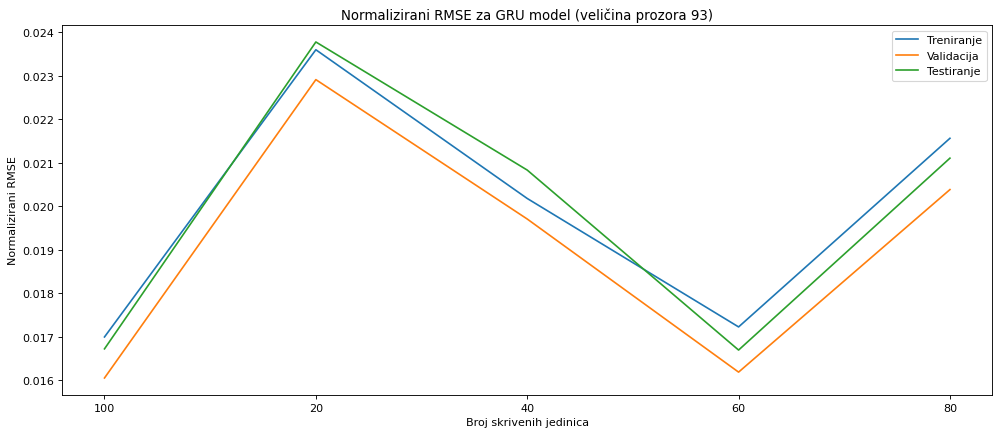 Normalizirani RMSE za GRU model (veličina prozora 93)
Treniranje
Validacija
Testiranje
Normalizirani RMSE
0.024
0.023
0.022
0.021
0.020
0.019
0.018
0.017
0.016
100
20
40
60
80
Broj skrivenih jedinica